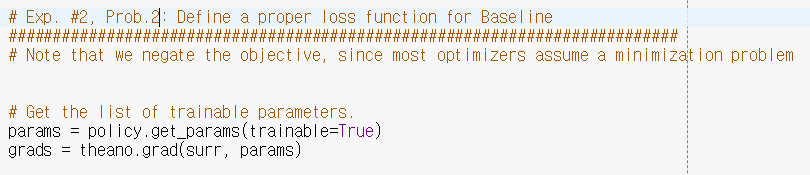 # Exp. #2, Prob.2: Define a proper loss function for Baseline
############################################################################
# Note that we negate the objective, since most optimizers assume a minimization problem
# Get the list of trainable parameters.
params = policy.get_params(trainable=True)
grads = theano.grad(surr, params)